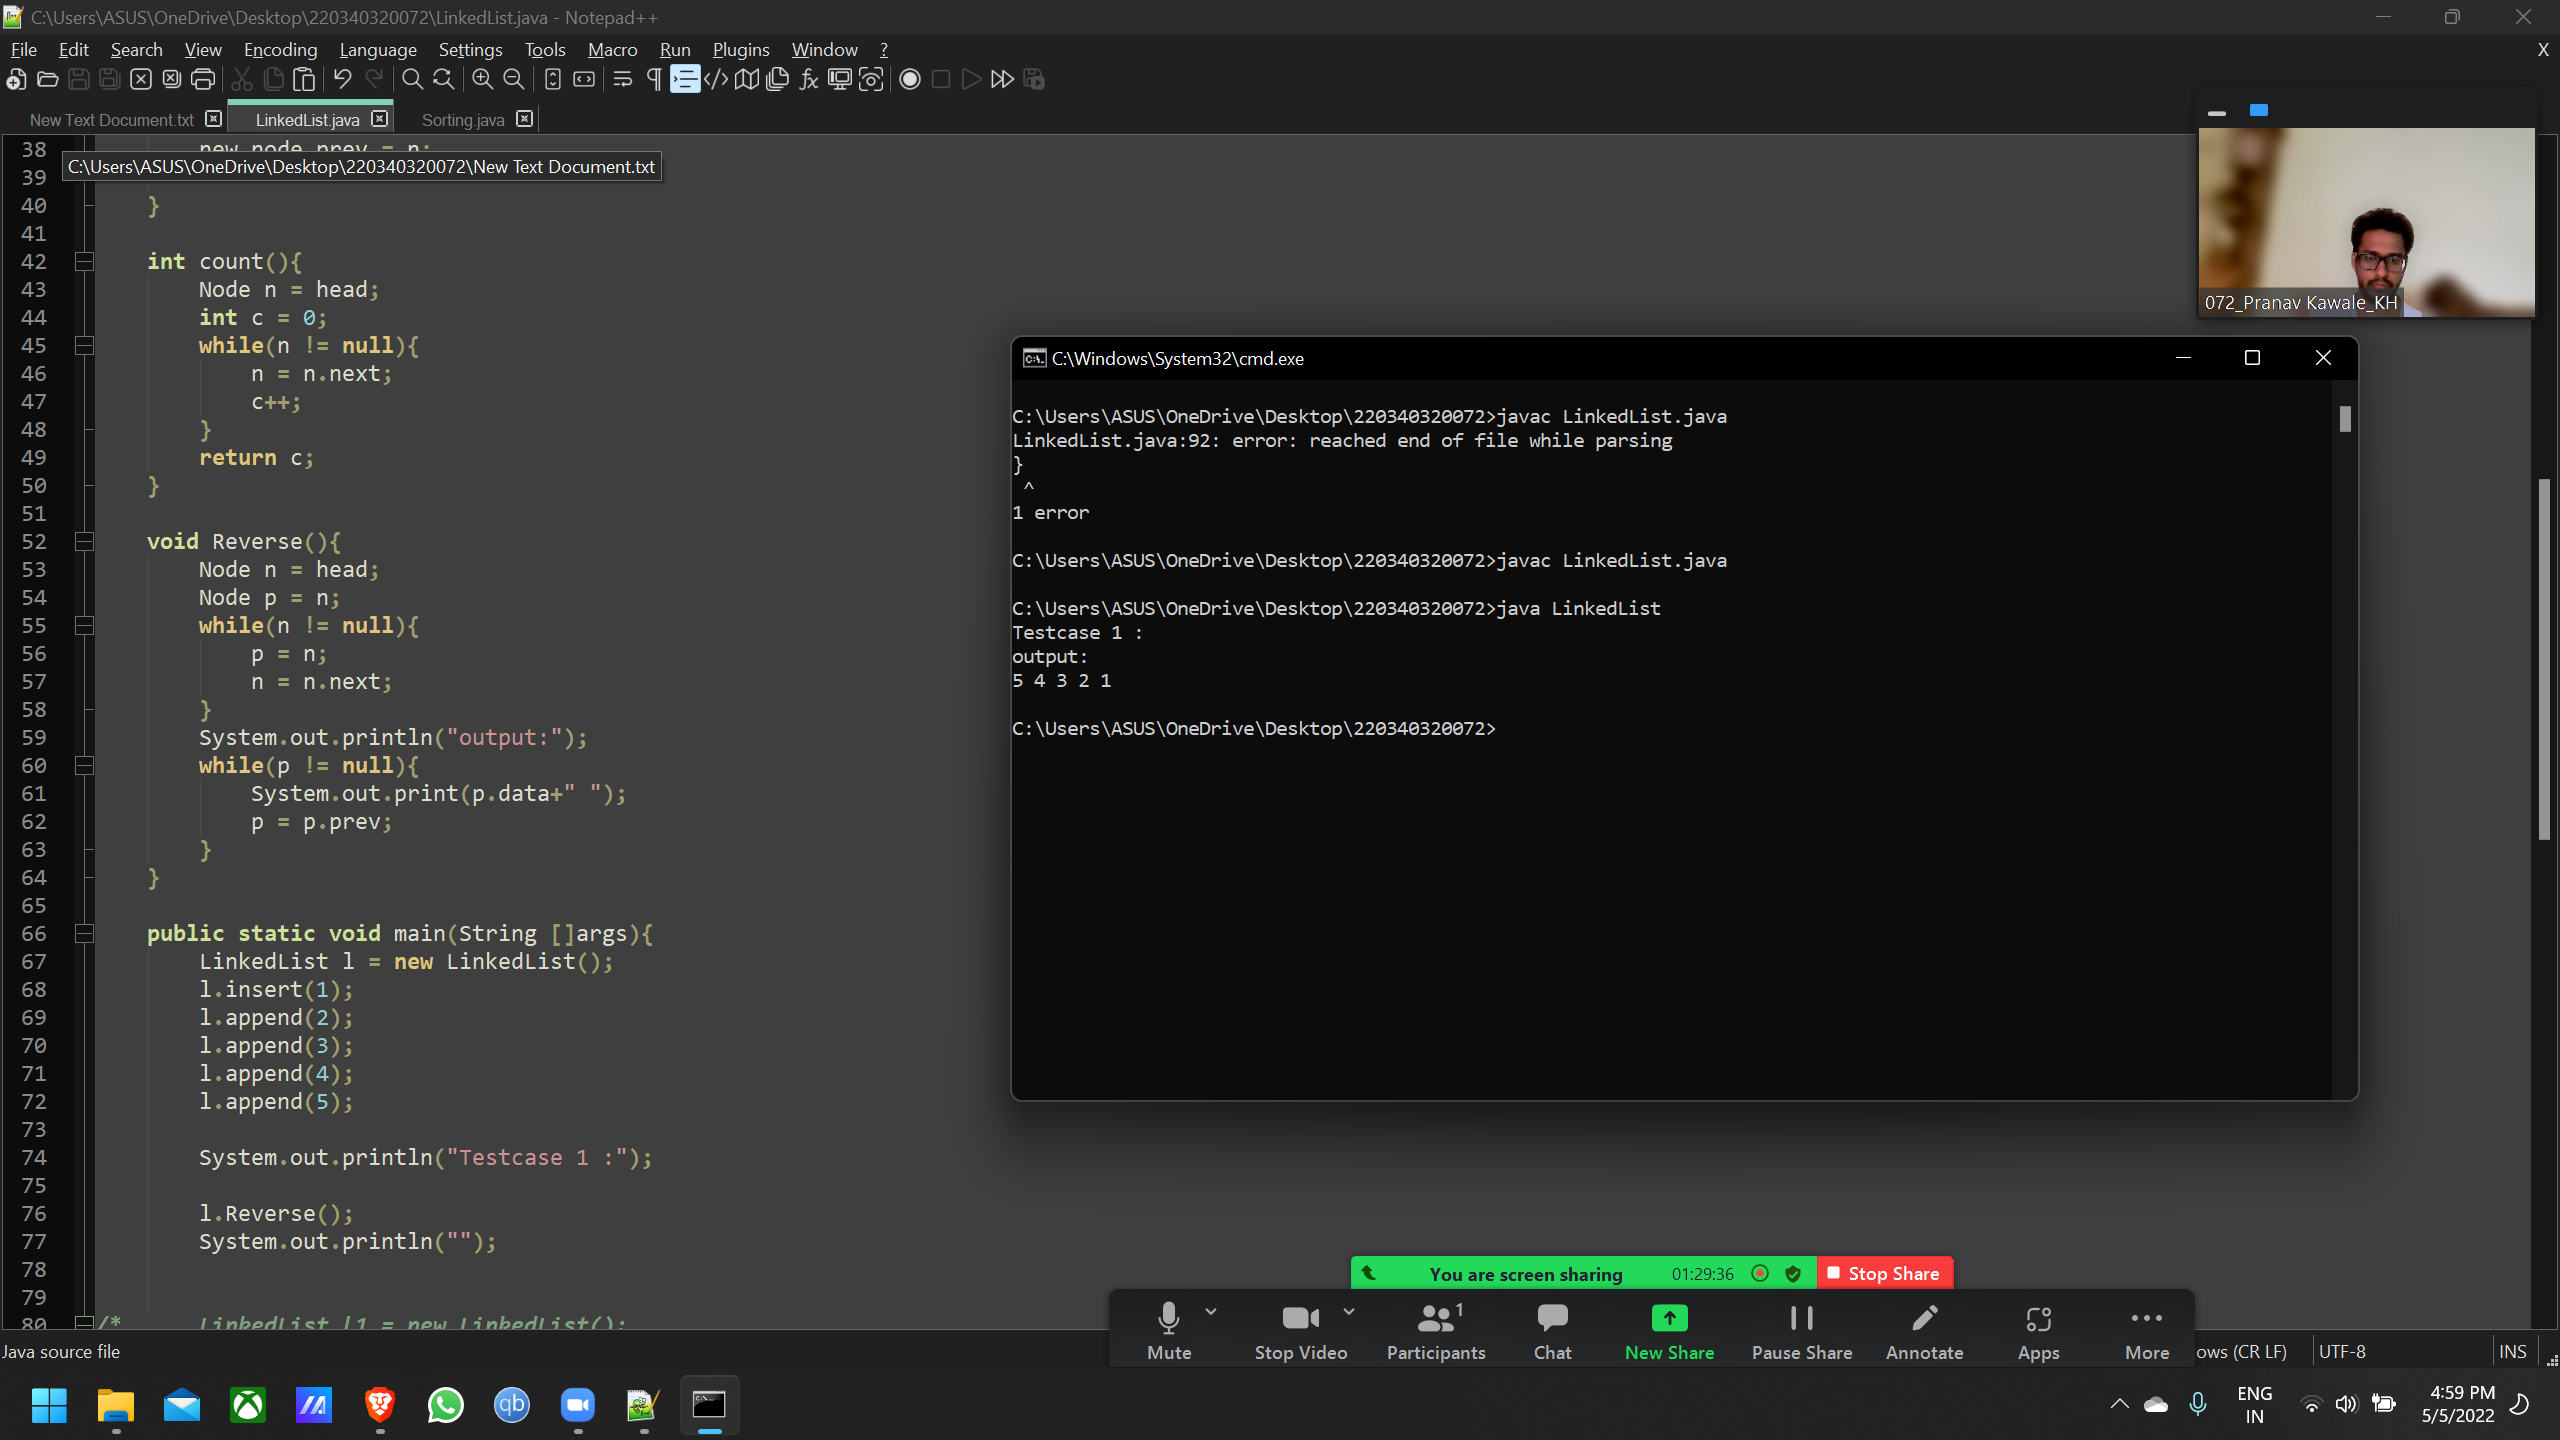 C:\Users\ASUS\OneDrive\Desktop\220340320072\LinkedList.java - Notepad++
File Edit Search View Encoding Language Settings Tools Macro Run Plugins Window ? X
New Text Document.txt LinkedList.java Sorting.java
38 new node prev = n;
C:\Users\ASUS\OneDrive\Desktop\220340320072\New Text Document.txt
39
40 }
41
42 int count(){
43 Node n = head;
44 int c = 0;
45 while(n != null){
46 n = n.next;
47 c++;
48 }
49 return c;
50 }
51
52 void Reverse(){
53 Node n = head;
54 Node p = n;
55 while(n != null){
56 p = n;
57 n = n.next;
58 }
59 System.out.println("output:");
60 while(p != null){
61 System.out.print(p.data+" ");
62 p = p.prev;
63 }
64 }
65
66 public static void main(String []args){
67 LinkedList l = new LinkedList();
68 l.insert(1);
69 l.append(2);
70 l.append(3);
71 l.append(4);
72 l.append(5);
73
74 System.out.println("Testcase 1 :");
75
76 l.Reverse();
77 System.out.println("");
78
79
80 /* LinkedList l1 = new LinkedList();
072_Pranav Kawale_KH
C:\Windows\System32\cmd.exe
C:\Users\ASUS\OneDrive\Desktop\220340320072>javac LinkedList.java
LinkedList.java:92: error: reached end of file while parsing
}
^
1 error
C:\Users\ASUS\OneDrive\Desktop\220340320072>javac LinkedList.java
C:\Users\ASUS\OneDrive\Desktop\220340320072>java LinkedList
Testcase 1 :
output:
5 4 3 2 1
C:\Users\ASUS\OneDrive\Desktop\220340320072>
You are screen sharing 01:29:36 Stop Share
1
Mute Stop Video Participants Chat New Share Pause Share Annotate Apps More
Java source file ows (CR LF) UTF-8 INS
qb
ENG
IN
4:59 PM
5/5/2022